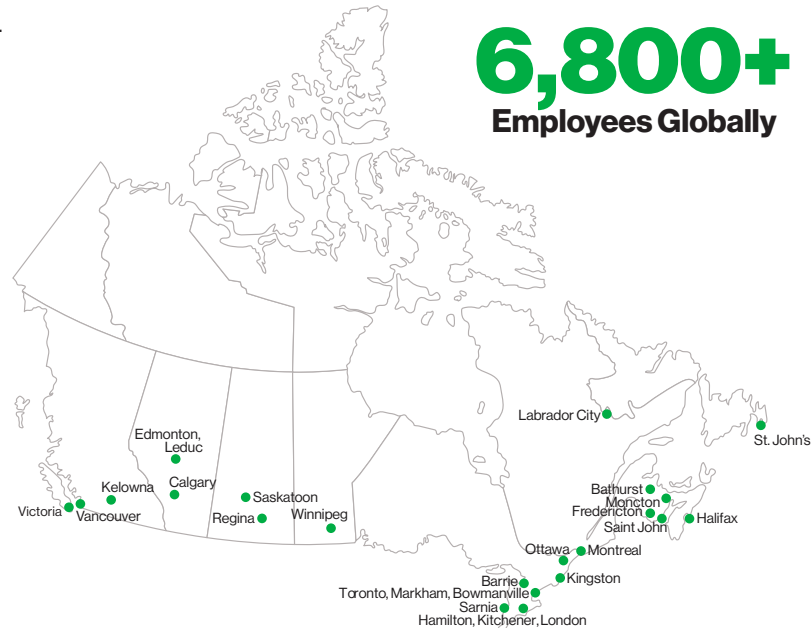 6,800+
Employees Globally
Labrador City
St. John's
Edmonton,
Leduc
Calgary
Kelowna
Victoria
Vancouver
Saskatoon
Regina
Winnipeg
Bathurst
Moncton
Fredericton
Saint John
Halifax
Ottawa
Montreal
Kingston
Barrie
Toronto, Markham, Bowmanville
Sarnia
Hamilton, Kitchener, London